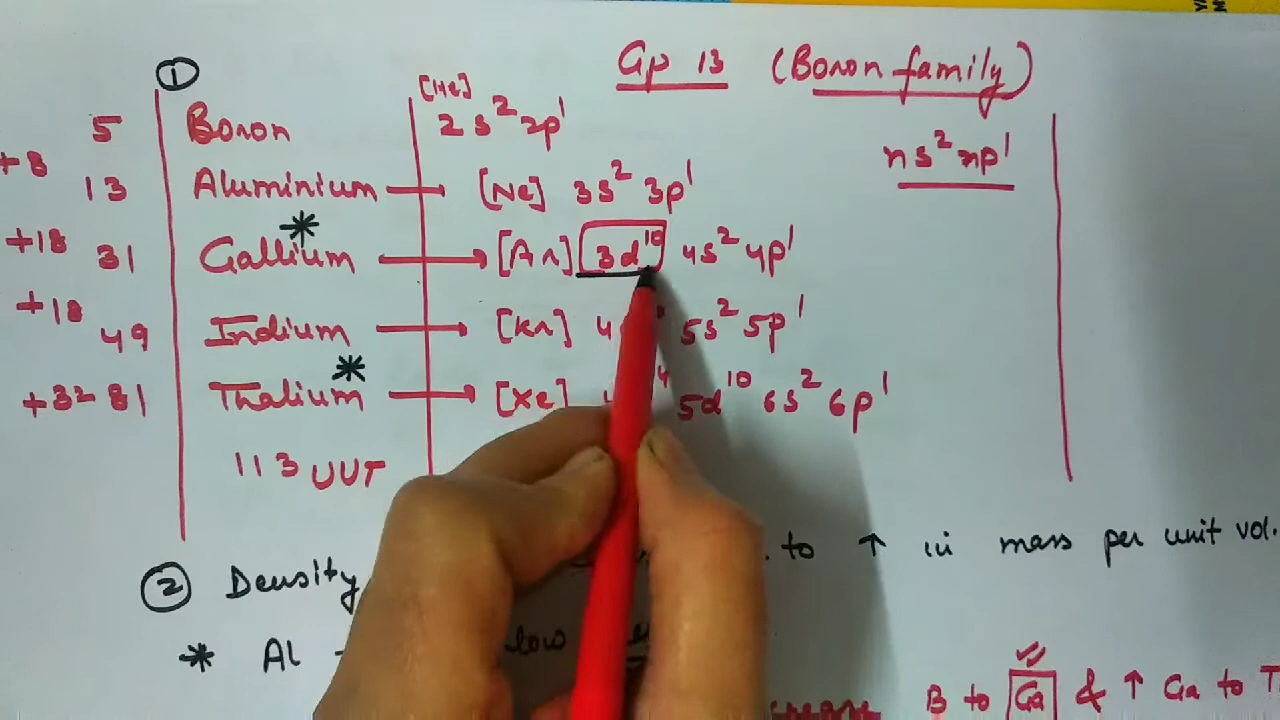 Gp 13 (Boron family)
①
5 Boron [He] 2s² 2p¹ ns² np¹
+8 13 Aluminium → [Ne] 3s² 3p¹
+18 31 Gallium * → [Ar] 3d¹⁰ 4s² 4p¹
+18 49 Indium → [Kr] 5s² 5p¹
+32 81 Thalium * → [Xe] 5d¹⁰ 6s² 6p¹
113 UUT
② Density to ↑ in mass per unit vol.
* Al low
B to Ga & ↑ Ga to